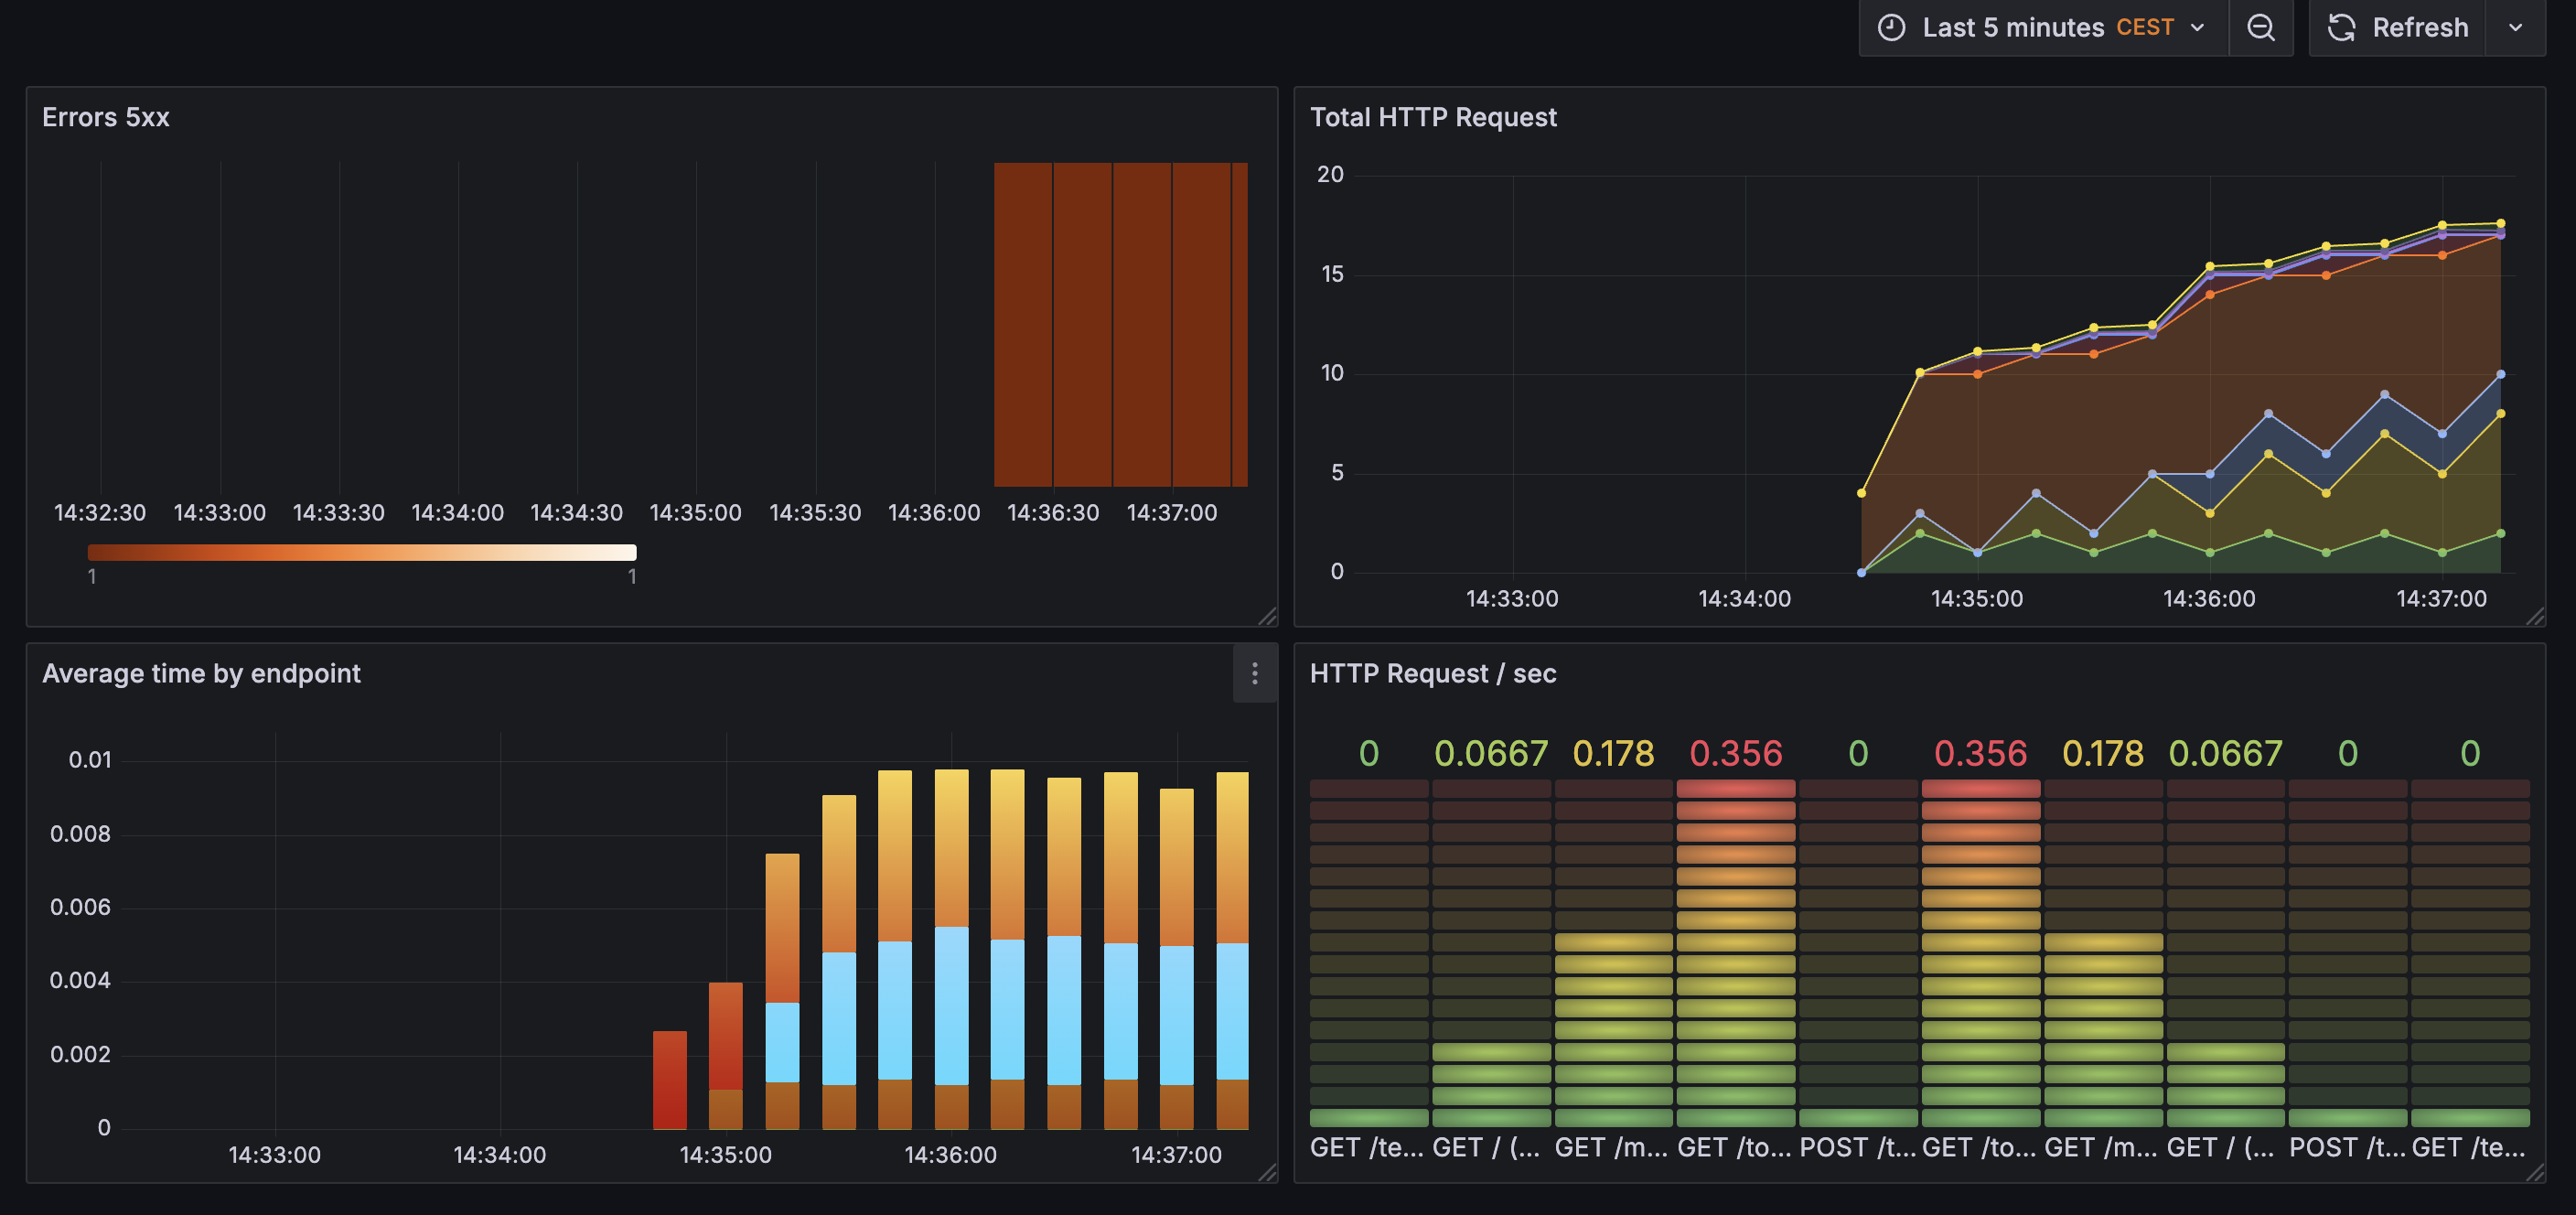 Last 5 minutes CEST
Refresh
Errors 5xx
14:32:30 14:33:00 14:33:30 14:34:00 14:34:30 14:35:00 14:35:30 14:36:00 14:36:30 14:37:00
1 1
Total HTTP Request
20
15
10
5
0
14:33:00 14:34:00 14:35:00 14:36:00 14:37:00
Average time by endpoint
0.01
0.008
0.006
0.004
0.002
0
14:33:00 14:34:00 14:35:00 14:36:00 14:37:00
HTTP Request / sec
0 0.0667 0.178 0.356 0 0.356 0.178 0.0667 0 0
GET /te... GET / (... GET /m... GET /to... POST /t... GET /to... GET /m... GET / (... POST /t... GET /te...